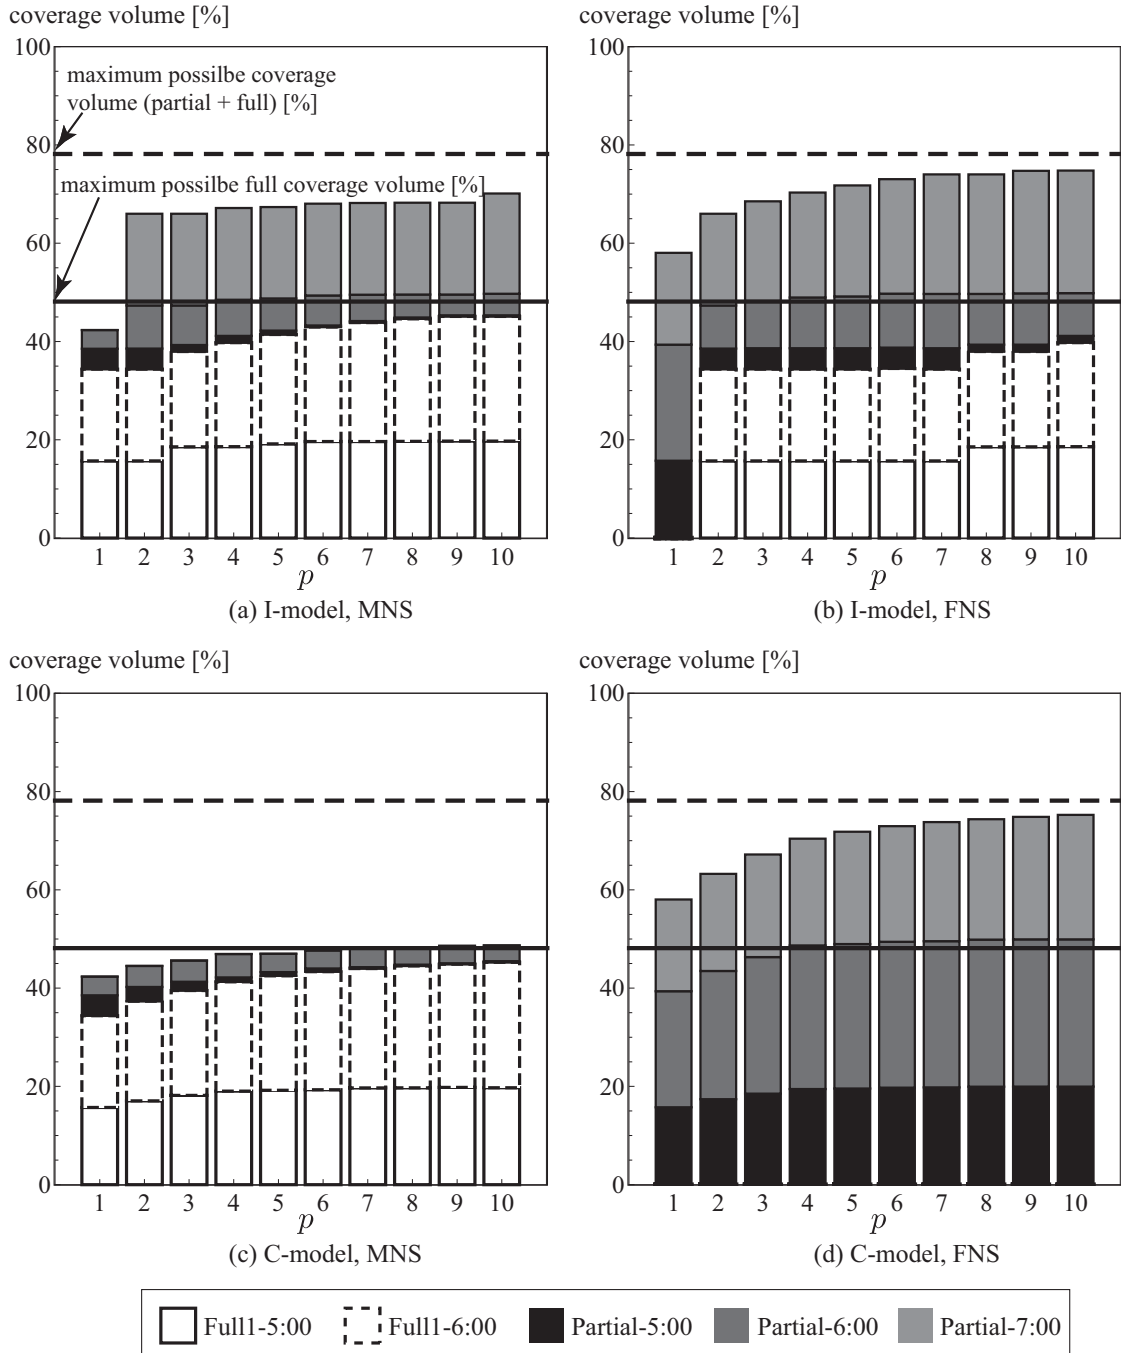 coverage volume [%]
100
80
60
40
20
0
maximum possilbe coverage
volume (partial + full) [%]
maximum possilbe full coverage volume [%]
1 2 3 4 5 6 7 8 9 10
p
(a) I-model, MNS
coverage volume [%]
100
80
60
40
20
0
1 2 3 4 5 6 7 8 9 10
p
(b) I-model, FNS
coverage volume [%]
100
80
60
40
20
0
1 2 3 4 5 6 7 8 9 10
p
(c) C-model, MNS
coverage volume [%]
100
80
60
40
20
0
1 2 3 4 5 6 7 8 9 10
p
(d) C-model, FNS
Full1-5:00 Full1-6:00 Partial-5:00 Partial-6:00 Partial-7:00